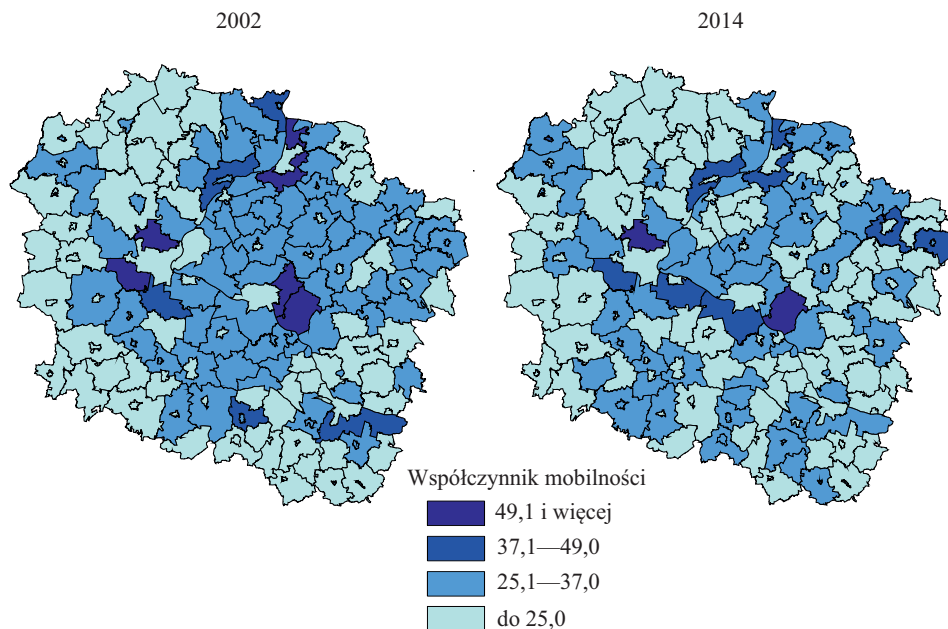 2002
2014
Współczynnik mobilności
49,1 i więcej
37,1—49,0
25,1—37,0
do 25,0